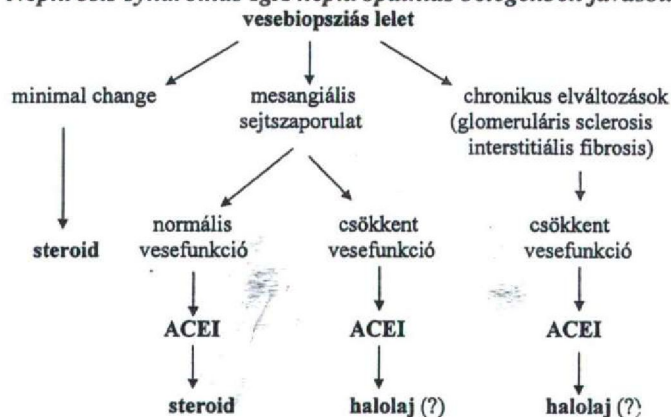 vesebiopsziás lelet
minimal change
mesangiális
sejtszaporulat
chronikus elváltozások
(glomeruláris sclerosis
interstitiális fibrosis)
steroid
normális
vesefunkció
csökkent
vesefunkció
csökkent
vesefunkció
ACEI
ACEI
ACEI
steroid
halolaj (?)
halolaj (?)